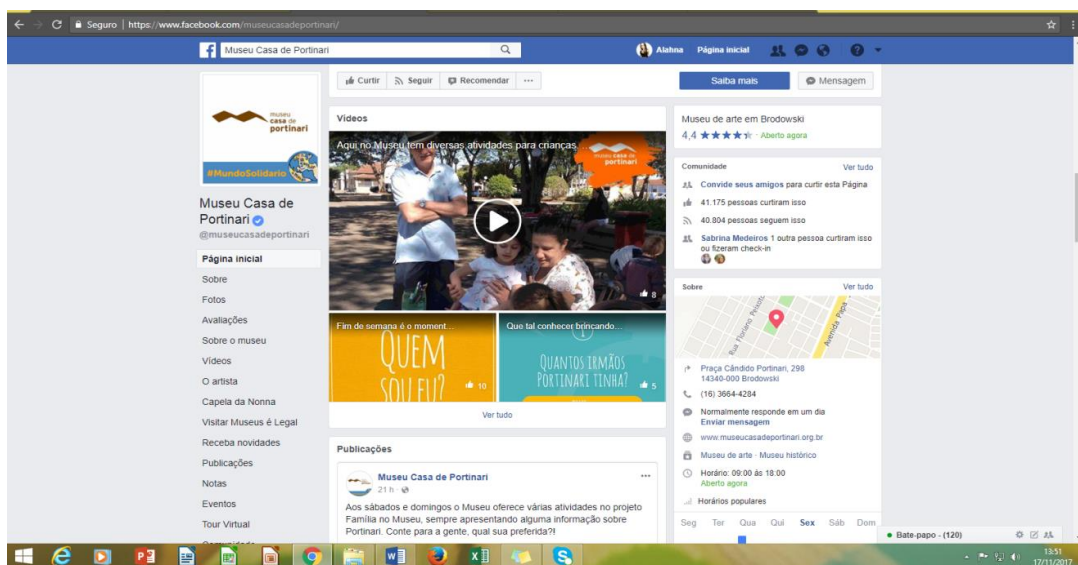 Seguro | https://www.facebook.com/museucasadeportinari/
Museu Casa de Portinari
Alahna Página inicial
museu
casa de
portinari
#MundoSolidario
Museu Casa de
Portinari
@museucasadeportinari
Página inicial
Sobre
Fotos
Avaliações
Sobre o museu
Vídeos
O artista
Capela da Nonna
Visitar Museus é Legal
Receba novidades
Publicações
Notas
Eventos
Tour Virtual
Comunidade
Curtir Seguir Recomendar ...
Saiba mais Mensagem
Vídeos
Aqui no Museu tem diversas atividades para crianças ...
museu casa de
portinari
8
Fim de semana é o moment...
QUEM
SOU EU?
10
Que tal conhecer brincando...
QUANTOS IRMÃOS
PORTINARI TINHA?
5
Ver tudo
Publicações
Museu Casa de Portinari
21 h ·
Aos sábados e domingos o Museu oferece várias atividades no projeto
Família no Museu, sempre apresentando alguma informação sobre
Portinari. Conte para a gente, qual sua preferida?!
Museu de arte em Brodowski
4,4 ★★★★★ · Aberto agora
Comunidade Ver tudo
Convide seus amigos para curtir esta Página
41.175 pessoas curtiram isso
40.804 pessoas seguem isso
Sabrina Medeiros 1 outra pessoa curtiram isso
ou fizeram check-in
Sobre Ver tudo
Rua Floriano Peixoto
Avenida Papa
Praça Cândido Portinari, 298
14340-000 Brodowski
(16) 3664-4284
Normalmente responde em um dia
Enviar mensagem
www.museucasadeportinari.org.br
Museu de arte · Museu histórico
Horário: 09:00 às 18:00
Aberto agora
Horários populares
Seg Ter Qua Qui Sex Sáb Dom
Bate-papo - (120)
13:51
17/11/2017